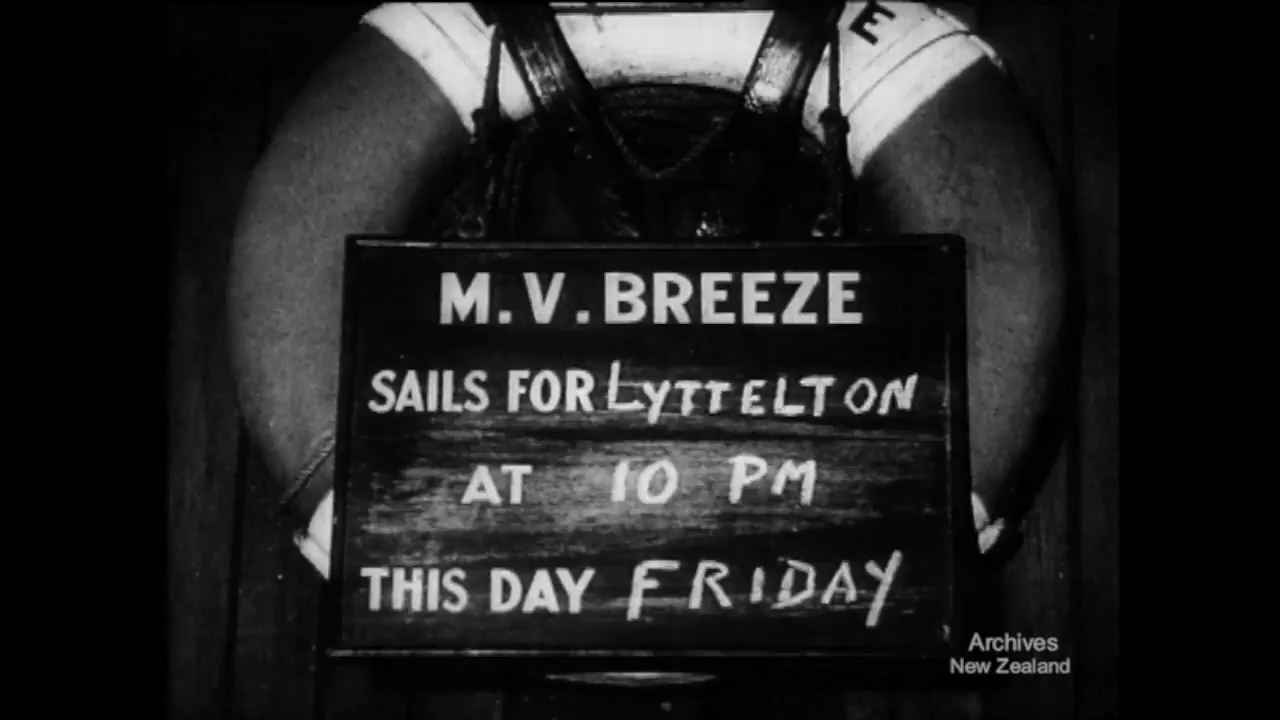 E
M.V. BREEZE
SAILS FOR LYTTELTON
AT 10 PM
THIS DAY FRIDAY
Archives
New Zealand